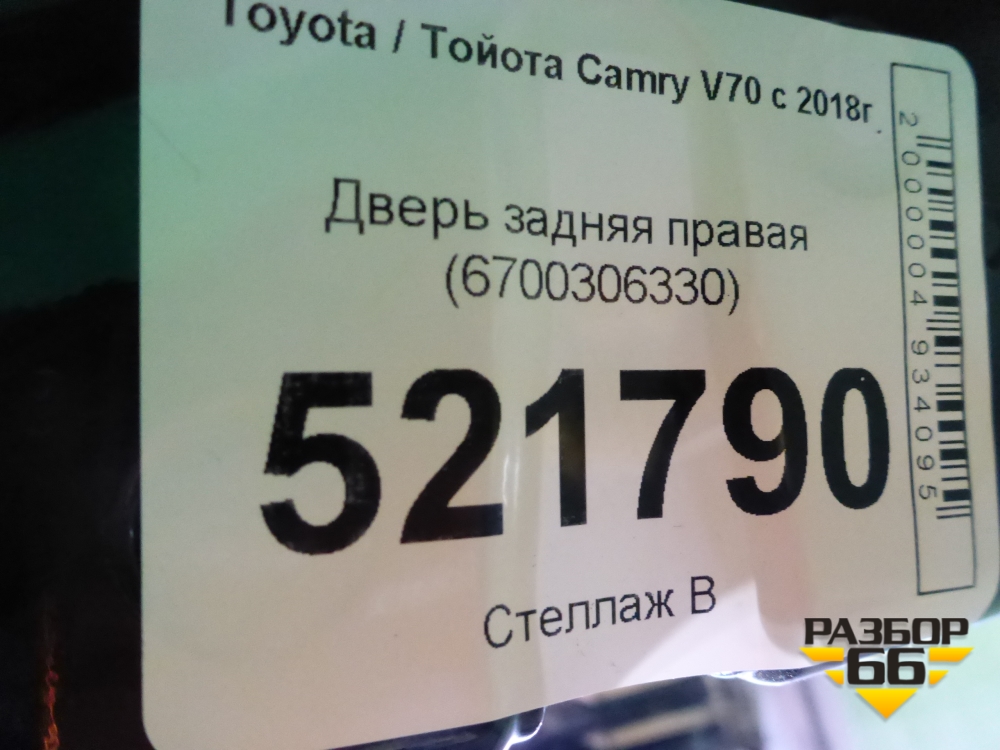 Toyota / Тойота Camry V70 с 2018г.
Дверь задняя правая
(6700306330)
521790
Стеллаж В
2000004934095
РАЗБОР
66